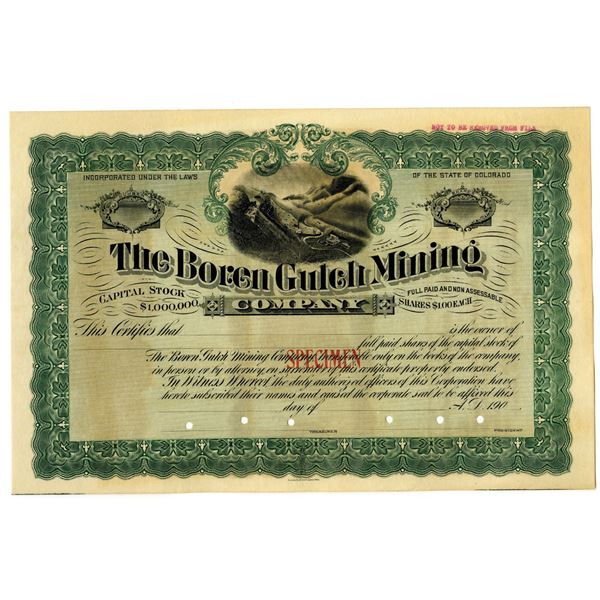 NOT TO BE REMOVED FROM FILE
INCORPORATED UNDER THE LAWS OF THE STATE OF COLORADO
The Boren Gulch Mining
COMPANY
CAPITAL STOCK
$1,000,000.
FULL PAID AND NON ASSESSABLE
SHARES $1.00 EACH
This Certifies that is the owner of
full paid shares of the capital stock of
The Boren Gulch Mining Company, transferable only on the books of the company,
SPECIMEN
in person or by attorney, on surrender of this certificate properly endorsed.
In Witness Whereof the duly authorized officers of this Corporation have
hereto subscribed their names and caused the corporate seal to be affixed this
day of A.D. 190
TREASURER PRESIDENT